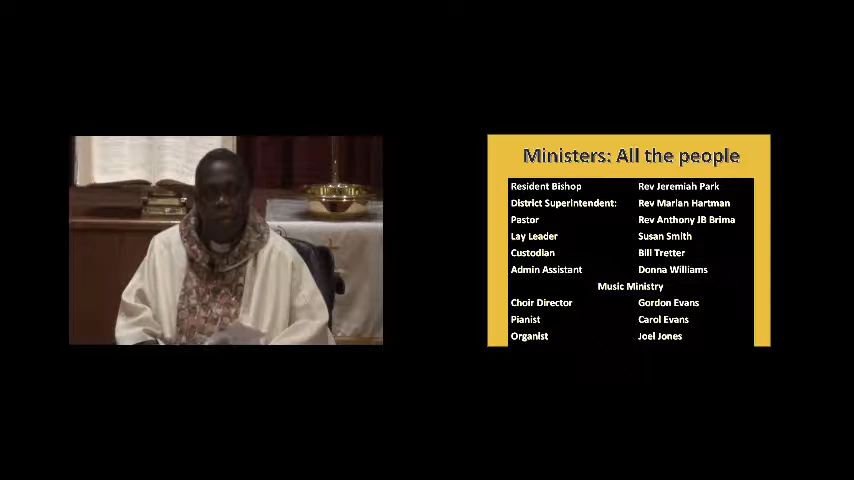 Ministers: All the people
Resident Bishop Rev Jeremiah Park
District Superintendent: Rev Marlan Hartman
Pastor Rev Anthony JB Brima
Lay Leader Susan Smith
Custodian Bill Tretter
Admin Assistant Donna Williams
Music Ministry
Choir Director Gordon Evans
Pianist Carol Evans
Organist Joel Jones